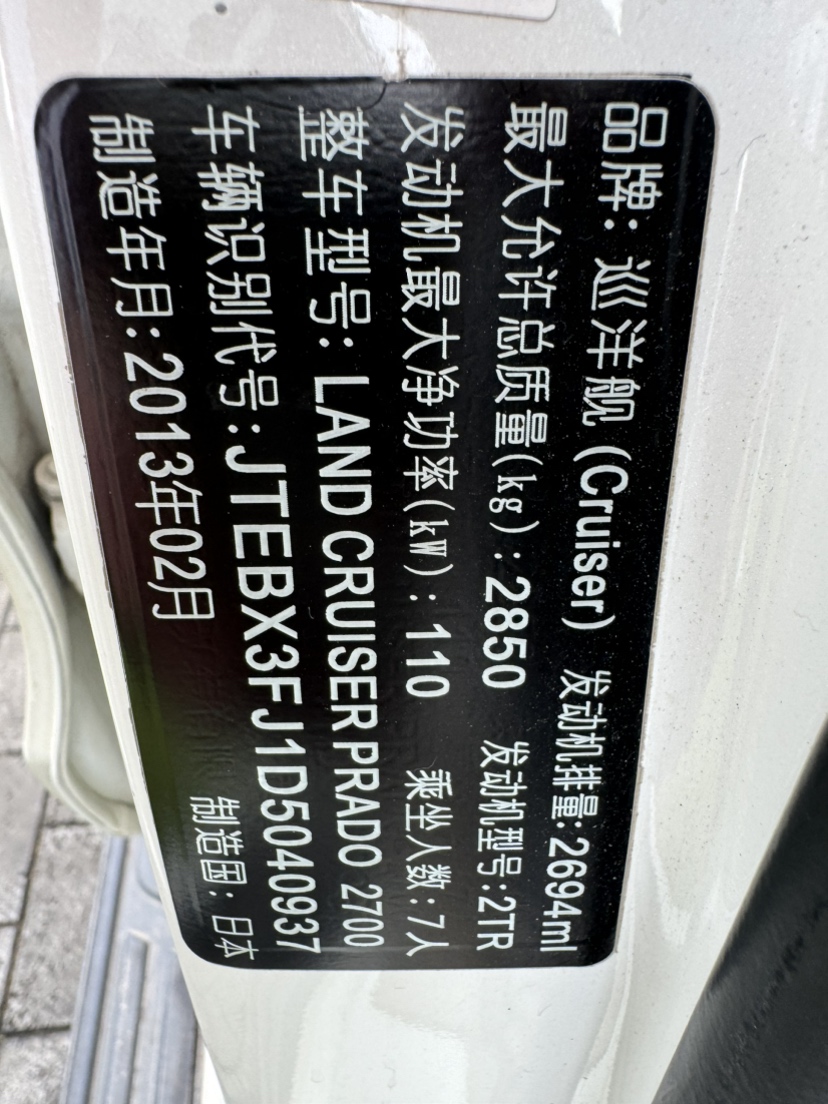 品牌: 巡洋舰 (Cruiser) 发动机排量:2694ml
最大允许总质量(kg):2850 发动机型号:2TR
发动机最大净功率(kW):110 乘坐人数:7人
整车型号: LAND CRUISER PRADO 2700
车辆识别代号:JTEBX3FJ1D5040937
制造年月:2013年02月 制造国:日本